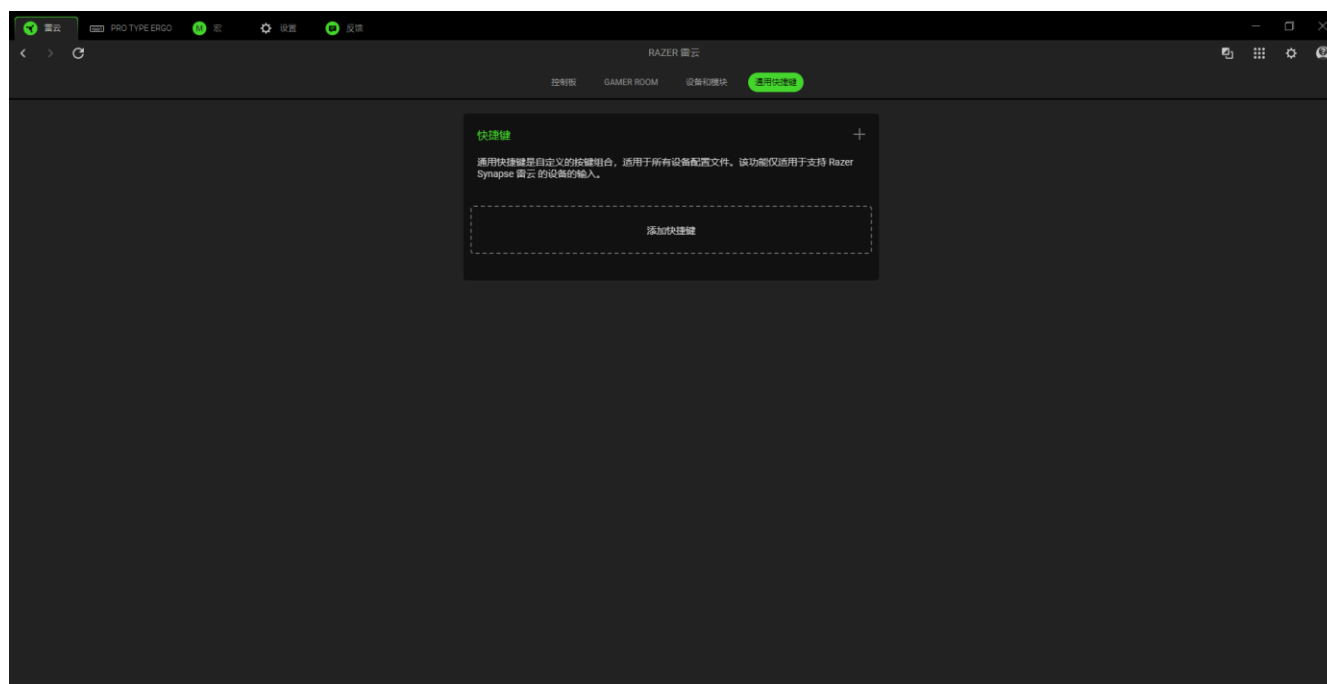 雷云 PRO TYPE ERGO M 宏 设置 反馈
RAZER 雷云
控制板 GAMER ROOM 设备和模块 通用快捷键
快捷键
通用快捷键是自定义的按键组合，适用于所有设备配置文件。该功能仅适用于支持 Razer
Synapse 雷云 的设备的输入。
添加快捷键